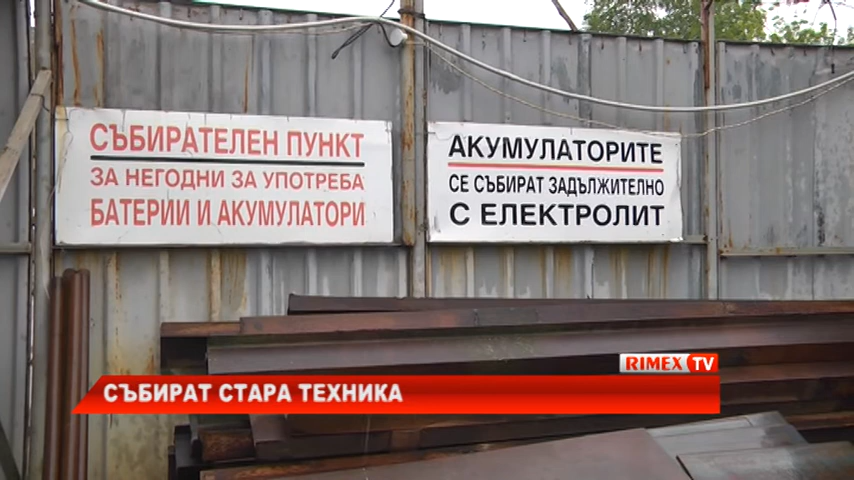 СЪБИРАТЕЛЕН ПУНКТ
ЗА НЕГОДНИ ЗА УПОТРЕБА
БАТЕРИИ И АКУМУЛАТОРИ
АКУМУЛАТОРИТЕ
СЕ СЪБИРАТ ЗАДЪЛЖИТЕЛНО
С ЕЛЕКТРОЛИТ
RIMEX TV
СЪБИРАТ СТАРА ТЕХНИКА